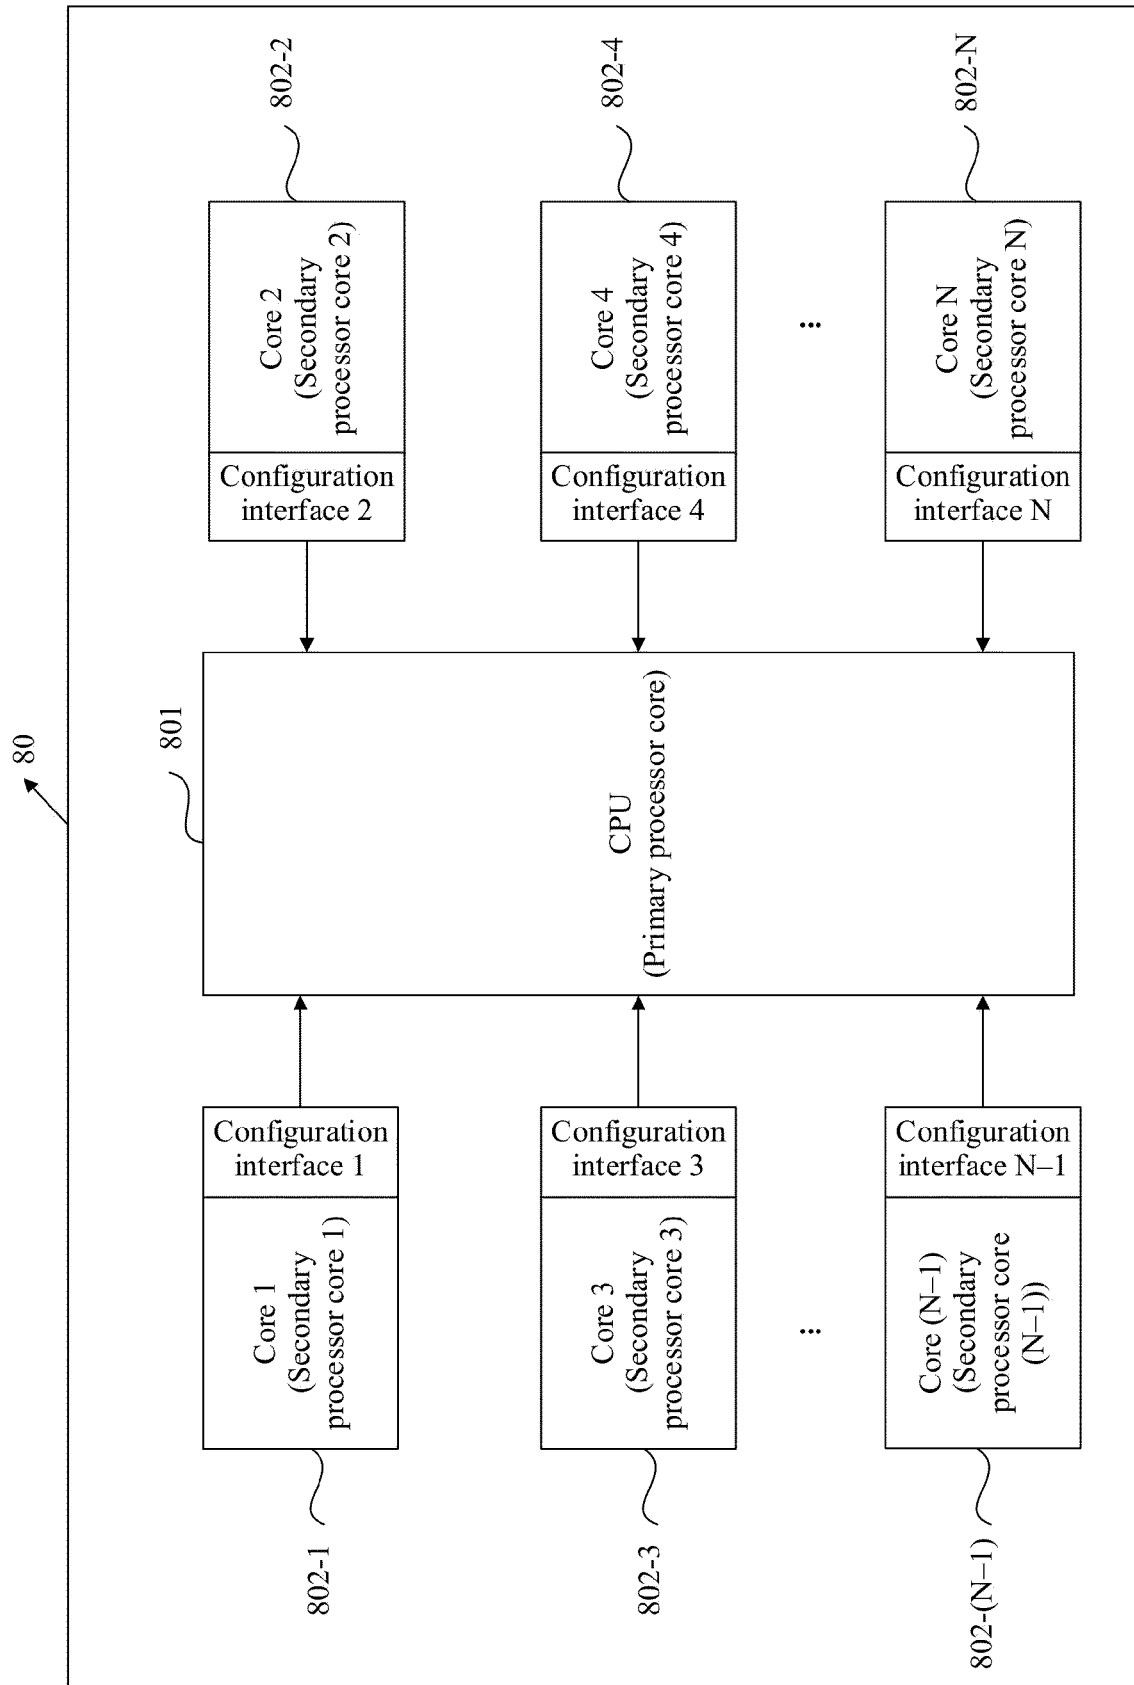 80
801
802-1
Core 1
(Secondary
processor core 1)
Configuration
interface 1
CPU
(Primary processor core)
Configuration
interface 2
Core 2
(Secondary
processor core 2)
802-2
802-3
Core 3
(Secondary
processor core 3)
Configuration
interface 3
Configuration
interface 4
Core 4
(Secondary
processor core 4)
802-4
...
...
802-(N–1)
Core (N–1)
(Secondary
processor core
(N–1))
Configuration
interface N–1
Configuration
interface N
Core N
(Secondary
processor core N)
802-N